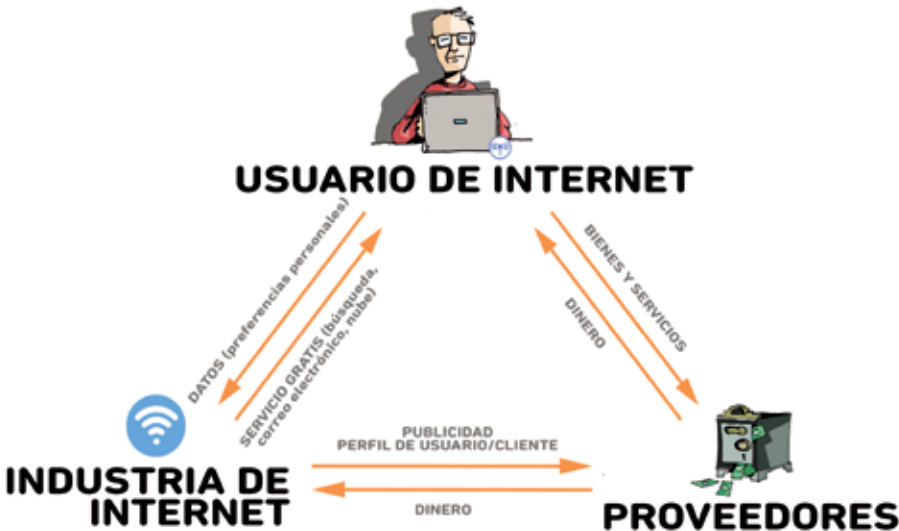 USUARIO DE INTERNET
DATOS (preferencias personales)
SERVICIO GRATIS (búsqueda,
correo electrónico, nube)
BIENES Y SERVICIOS
DINERO
PUBLICIDAD
PERFIL DE USUARIO/CLIENTE
DINERO
INDUSTRIA DE
INTERNET
PROVEEDORES